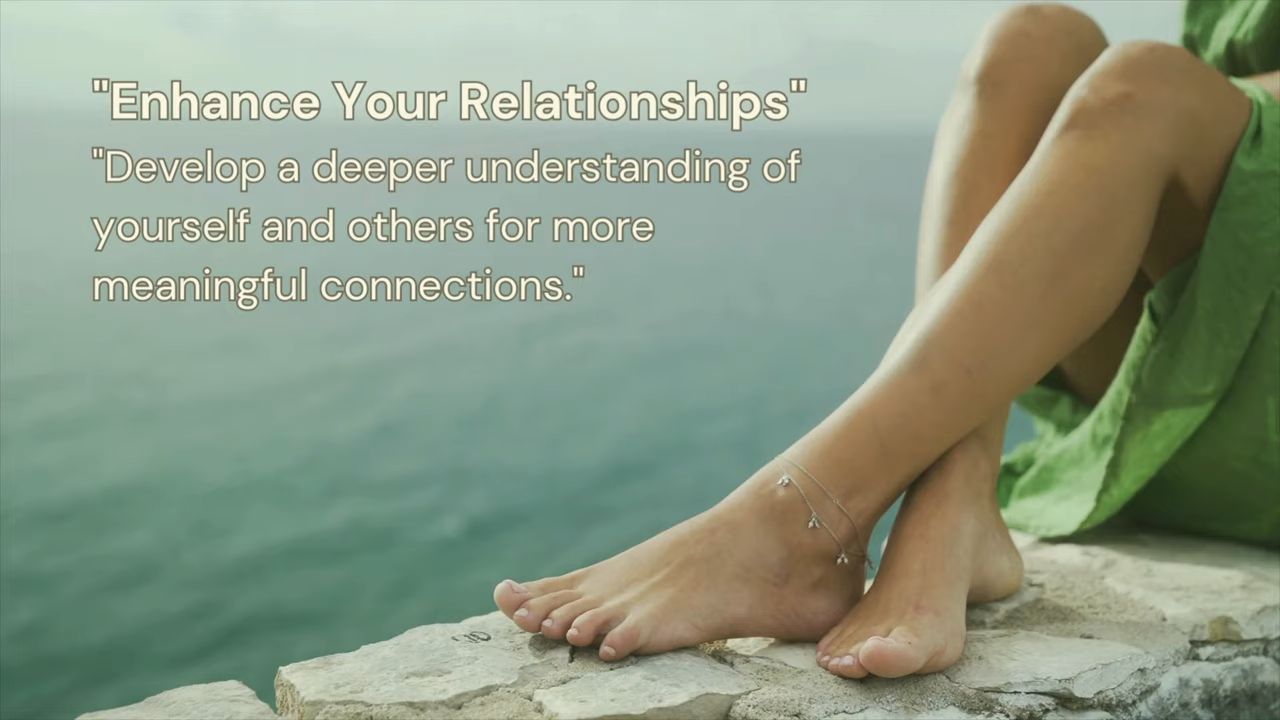 "Enhance Your Relationships"
"Develop a deeper understanding of
yourself and others for more
meaningful connections."